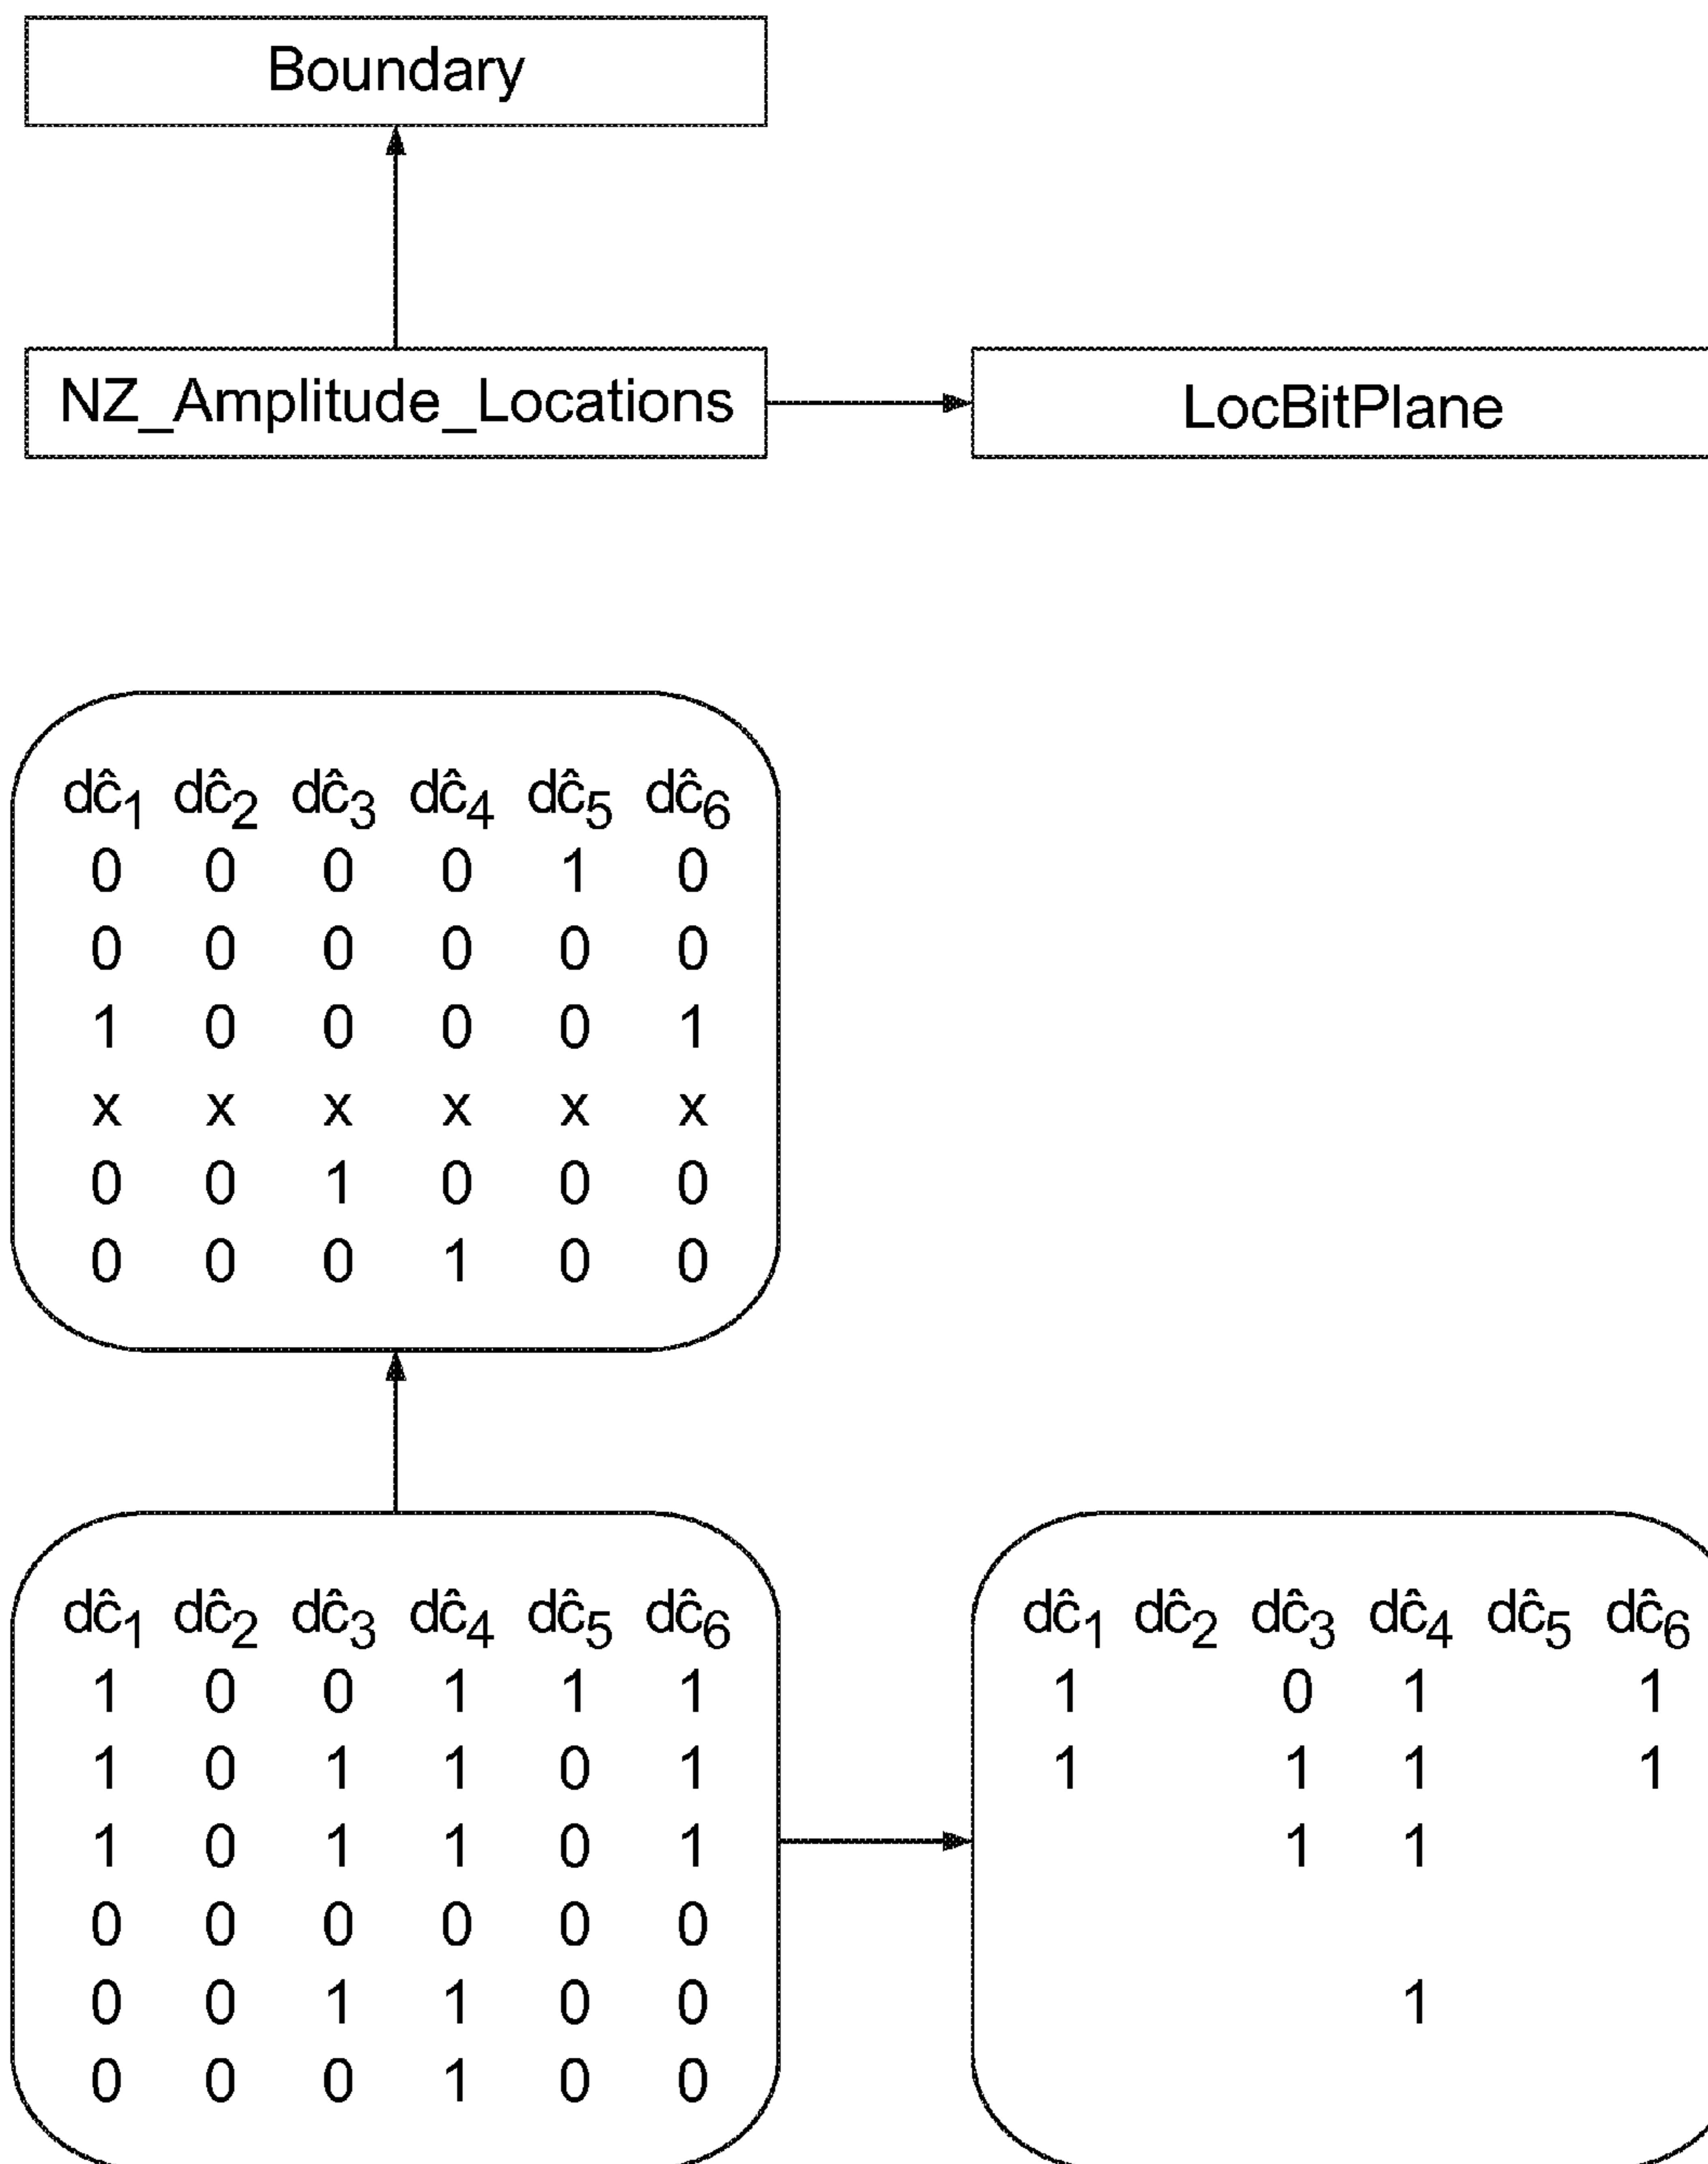 Boundary
NZ_Amplitude_Locations
LocBitPlane
dĉ1 dĉ2 dĉ3 dĉ4 dĉ5 dĉ6
0 0 0 0 1 0
0 0 0 0 0 0
1 0 0 0 0 1
x x x x x x
0 0 1 0 0 0
0 0 0 1 0 0
dĉ1 dĉ2 dĉ3 dĉ4 dĉ5 dĉ6
1 0 0 1 1 1
1 0 1 1 0 1
1 0 1 1 0 1
0 0 0 0 0 0
0 0 1 1 0 0
0 0 0 1 0 0
dĉ1 dĉ2 dĉ3 dĉ4 dĉ5 dĉ6
1 0 1 1
1 1 1 1
1 1
1